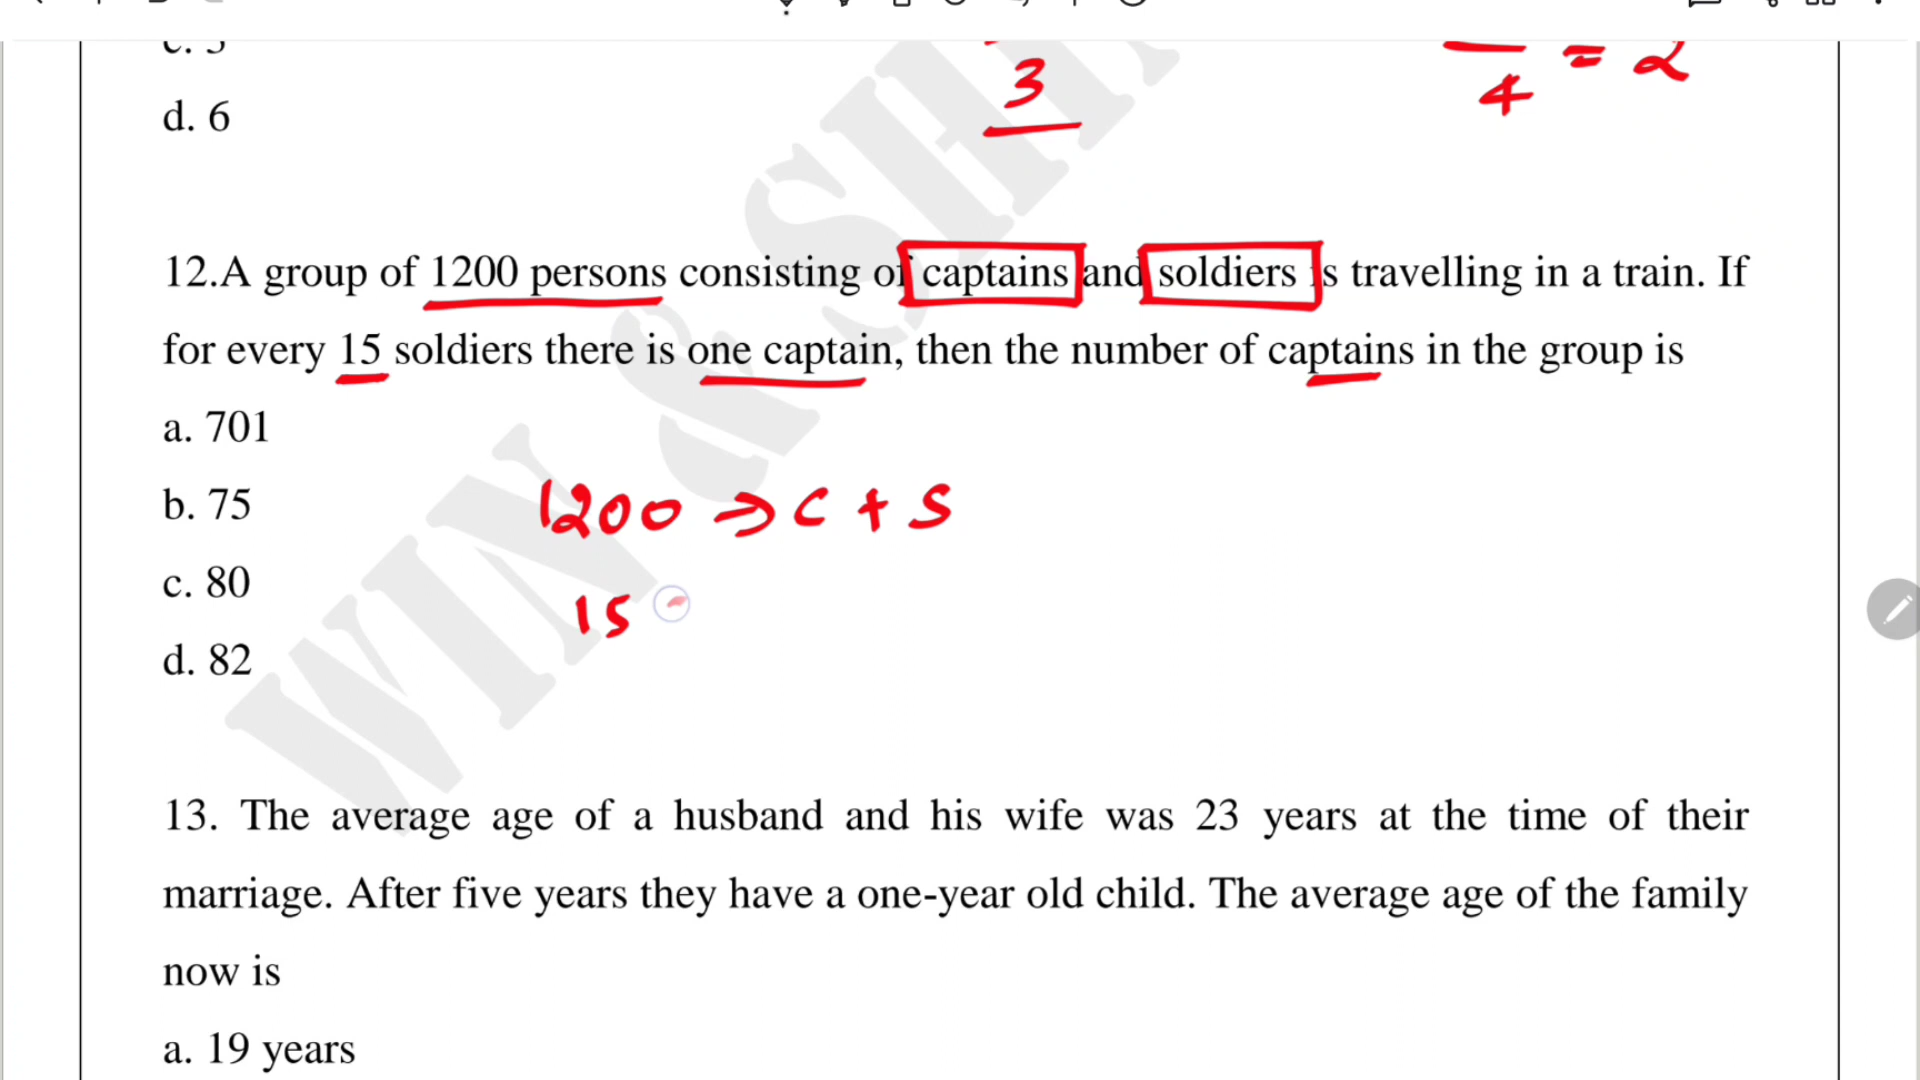 3
4 = 2
d. 6
12.A group of 1200 persons consisting of captains and soldiers is travelling in a train. If
for every 15 soldiers there is one captain, then the number of captains in the group is
a. 701
b. 75
1200 ⇒ C + S
c. 80
15
d. 82
WIN & SHI
13. The average age of a husband and his wife was 23 years at the time of their
marriage. After five years they have a one-year old child. The average age of the family
now is
a. 19 years